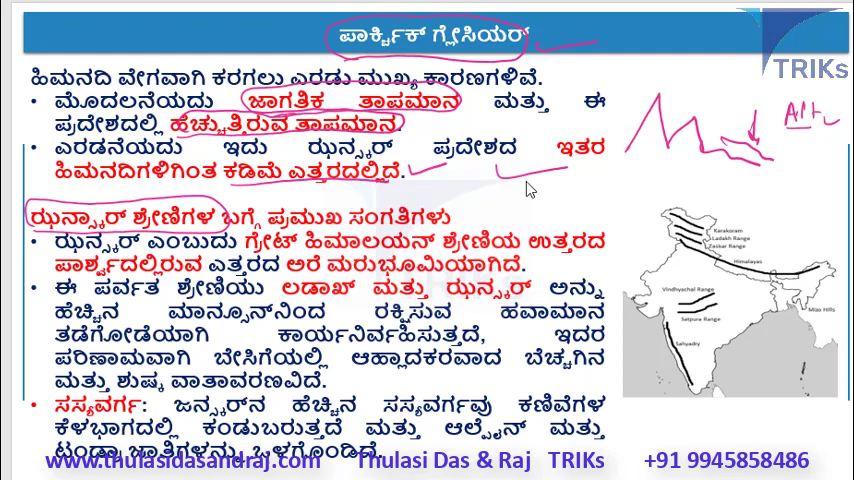 ಪಾರ್ಕ್ಚಿಕ್ ಗ್ಲೇಸಿಯರ್
TRIKs
ಹಿಮನದಿ ವೇಗವಾಗಿ ಕರಗಲು ಎರಡು ಮುಖ್ಯ ಕಾರಣಗಳಿವೆ.
• ಮೊದಲನೆಯದು ಜಾಗತಿಕ ತಾಪಮಾನ ಮತ್ತು ಈ
ಪ್ರದೇಶದಲ್ಲಿ ಹೆಚ್ಚುತ್ತಿರುವ ತಾಪಮಾನ.
• ಎರಡನೆಯದು ಇದು ಝನ್ಸ್ಕರ್ ಪ್ರದೇಶದ ಇತರ
ಹಿಮನದಿಗಳಿಗಿಂತ ಕಡಿಮೆ ಎತ್ತರದಲ್ಲಿದೆ.
ಝನ್ಸ್ಕಾರ್ ಶ್ರೇಣಿಗಳ ಬಗ್ಗೆ ಪ್ರಮುಖ ಸಂಗತಿಗಳು
• ಝನ್ಸ್ಕರ್ ಎಂಬುದು ಗ್ರೇಟ್ ಹಿಮಾಲಯನ್ ಶ್ರೇಣಿಯ ಉತ್ತರದ
ಪಾರ್ಶ್ವದಲ್ಲಿರುವ ಎತ್ತರದ ಅರೆ ಮರುಭೂಮಿಯಾಗಿದೆ.
• ಈ ಪರ್ವತ ಶ್ರೇಣಿಯು ಲಡಾಖ್ ಮತ್ತು ಝನ್ಸ್ಕರ್ ಅನ್ನು
ಹೆಚ್ಚಿನ ಮಾನ್ಸೂನ್‌ನಿಂದ ರಕ್ಷಿಸುವ ಹವಾಮಾನ
ತಡೆಗೋಡೆಯಾಗಿ ಕಾರ್ಯನಿರ್ವಹಿಸುತ್ತದೆ, ಇದರ
ಪರಿಣಾಮವಾಗಿ ಬೇಸಿಗೆಯಲ್ಲಿ ಆಹ್ಲಾದಕರವಾದ ಬೆಚ್ಚಗಿನ
ಮತ್ತು ಶುಷ್ಕ ವಾತಾವರಣವಿದೆ.
• ಸಸ್ಯವರ್ಗ: ಜನ್ಸ್ಕರ್‌ನ ಹೆಚ್ಚಿನ ಸಸ್ಯವರ್ಗವು ಕಣಿವೆಗಳ
ಕೆಳಭಾಗದಲ್ಲಿ ಕಂಡುಬರುತ್ತದೆ ಮತ್ತು ಆಲ್ಪೈನ್ ಮತ್ತು
ಟಂಡ್ರಾ ಜಾತಿಗಳನ್ನು ಒಳಗೊಂಡಿದೆ.
Karakoram
Ladakh Range
Zaskar Range
Himalayas
Vindhyachal Range
Satpura Range
Mizo Hills
Sahyadry
www.thulasidasandraj.com Thulasi Das & Raj TRIKs +91 9945858486